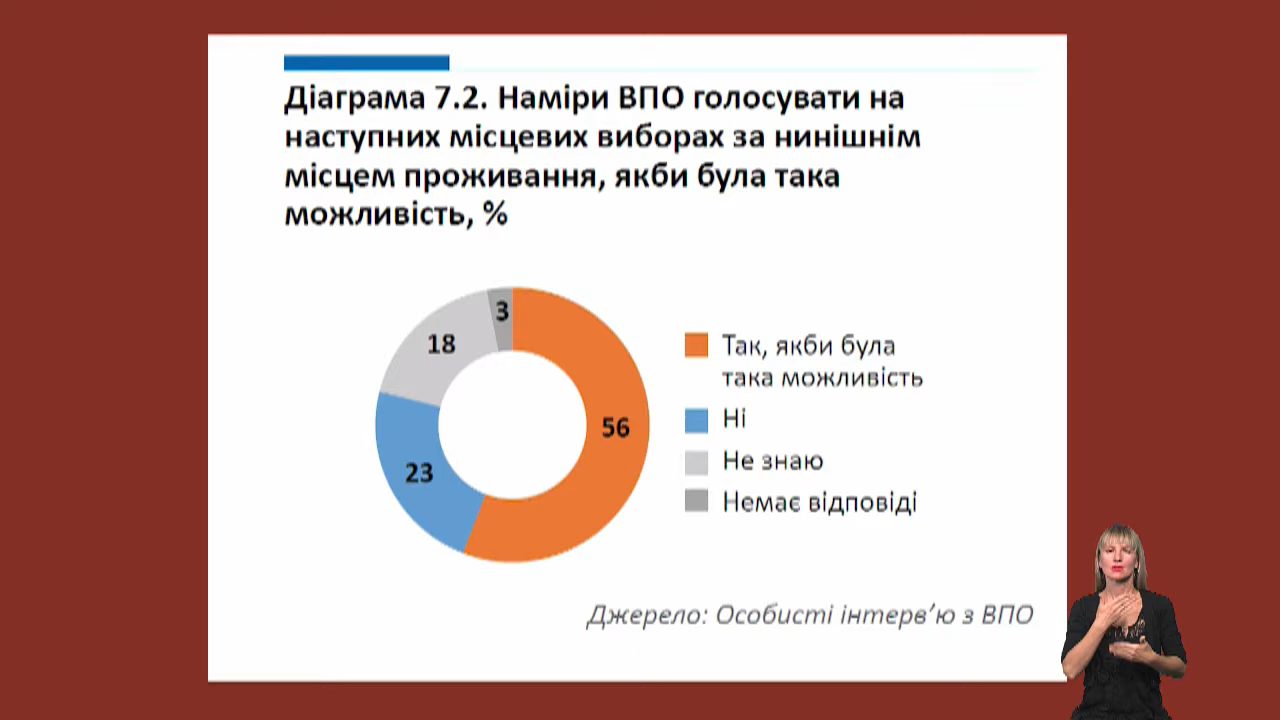 Діаграма 7.2. Наміри ВПО голосувати на
наступних місцевих виборах за нинішнім
місцем проживання, якби була така
можливість, %
3
18
56
23
Так, якби була
така можливість
Ні
Не знаю
Немає відповіді
Джерело: Особисті інтерв’ю з ВПО